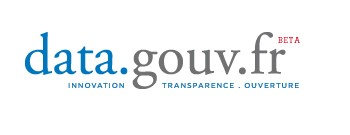 data.gouv.fr BETA
INNOVATION TRANSPARENCE . OUVERTURE